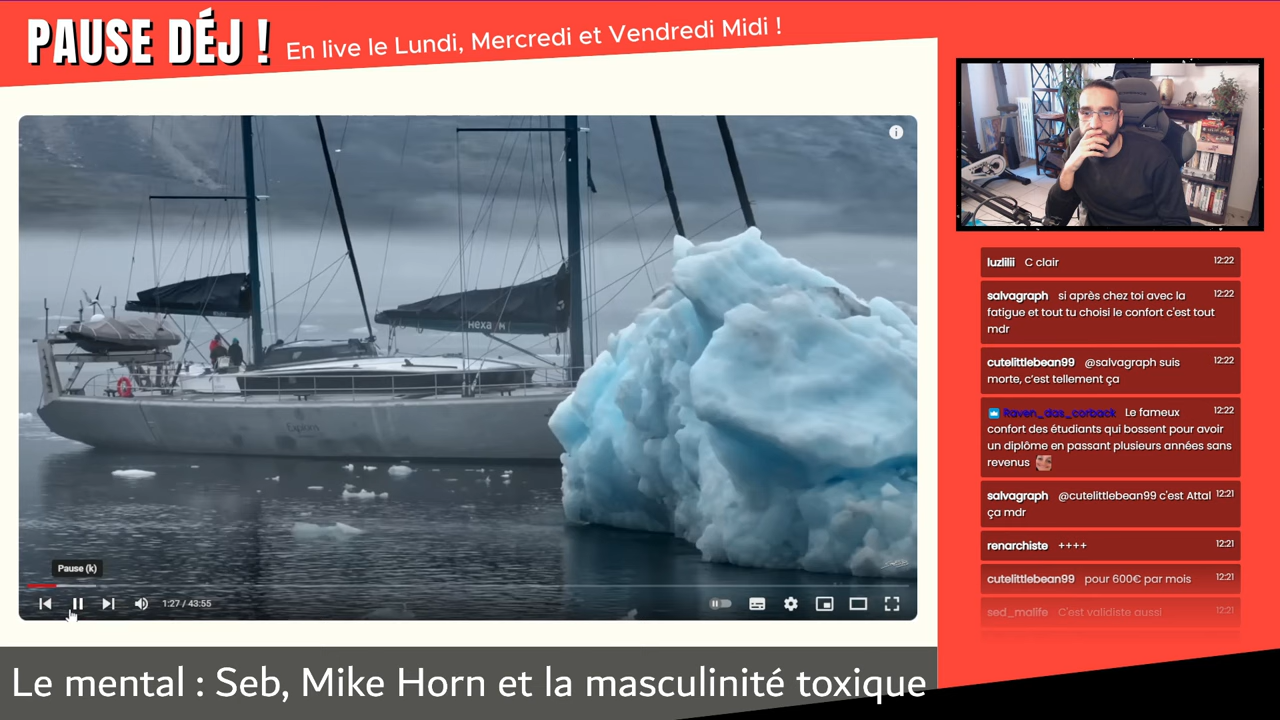 PAUSE DÉJ !
En live le Lundi, Mercredi et Vendredi Midi !
Pause (k)
1:27 / 43:55
luzlilii C clair 12:22
salvagraph si après chez toi avec la 12:22
fatigue et tout tu choisi le confort c'est tout
mdr
cutelittlebean99 @salvagraph suis 12:22
morte, c'est tellement ça
Raven_das_corback Le fameux 12:22
confort des étudiants qui bossent pour avoir
un diplôme en passant plusieurs années sans
revenus
salvagraph @cutelittlebean99 c'est Attal 12:21
ça mdr
renarchiste ++++ 12:21
cutelittlebean99 pour 600€ par mois 12:21
sed_malife C'est validiste aussi 12:21
Le mental : Seb, Mike Horn et la masculinité toxique